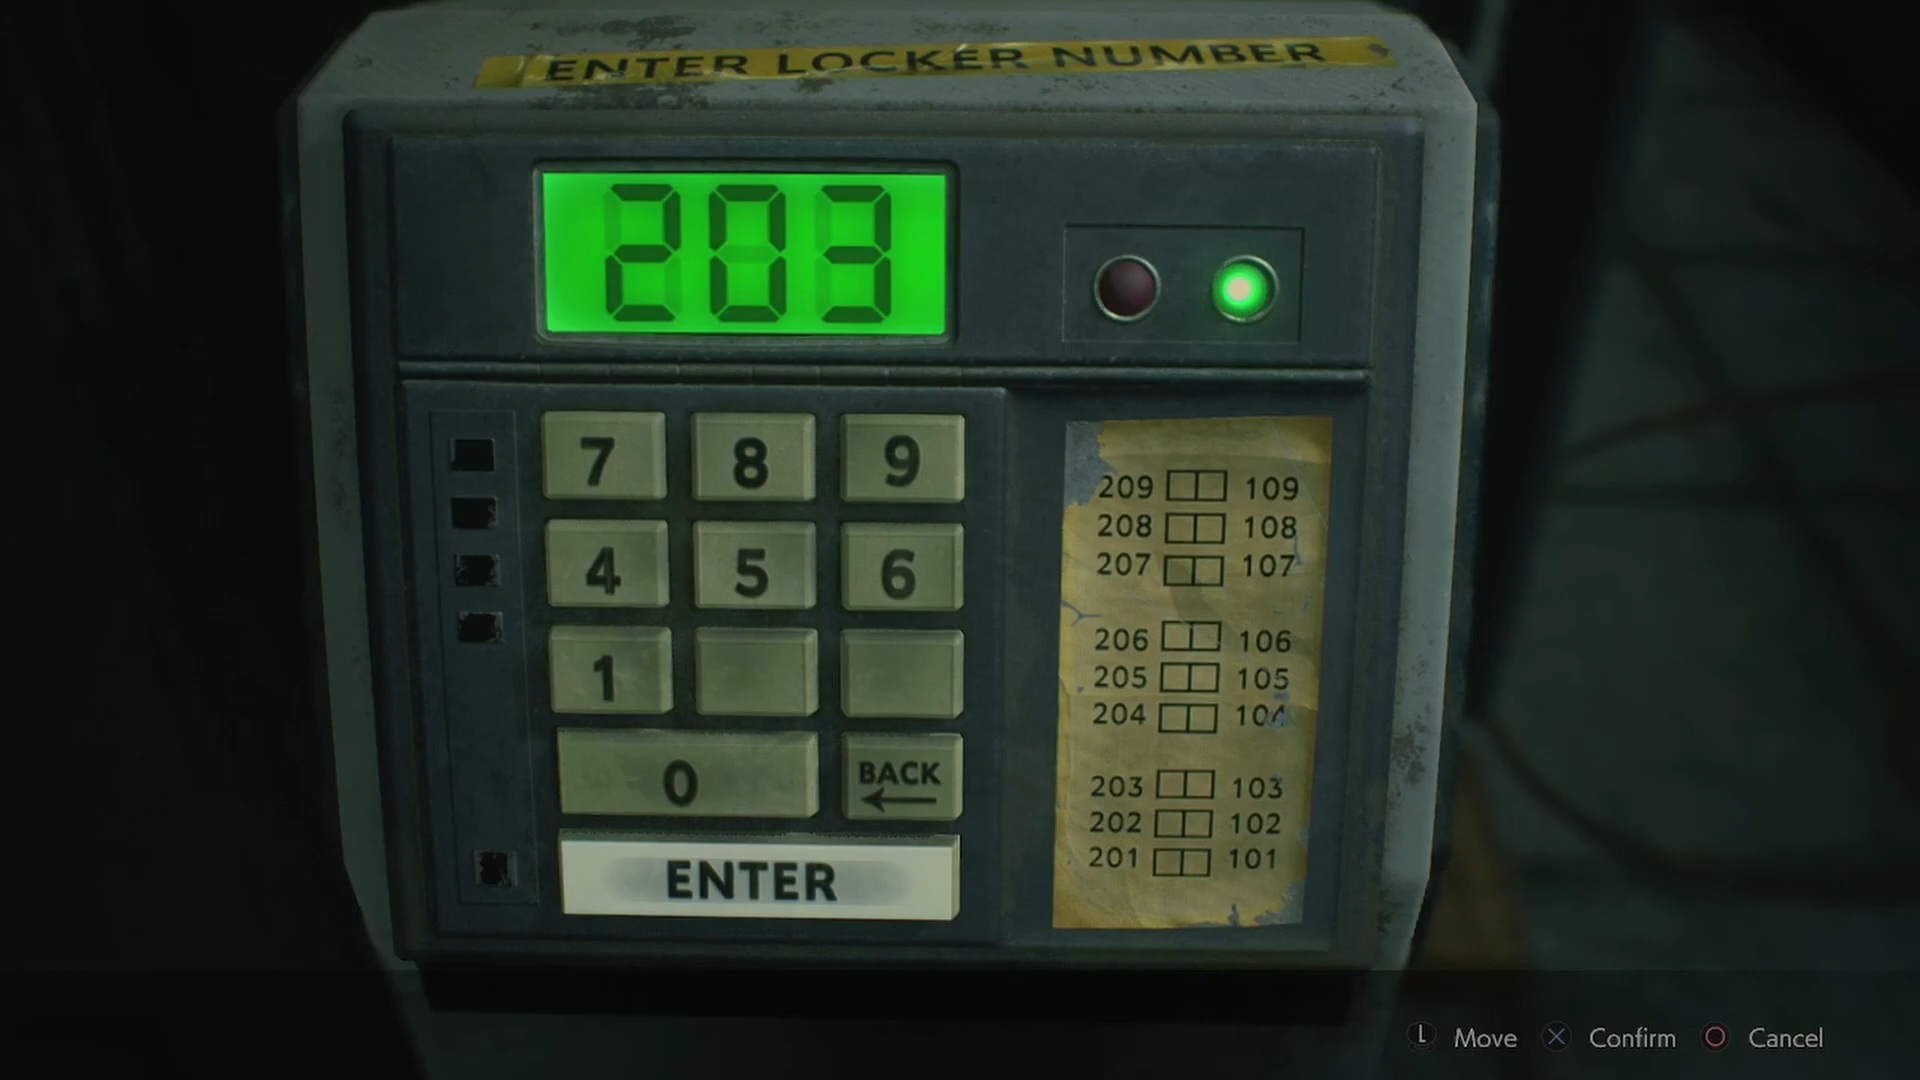 ENTER LOCKER NUMBER
203
7 8 9
4 5 6
1
0 BACK
ENTER
209 109
208 108
207 107
206 106
205 105
204 104
203 103
202 102
201 101
L Move Confirm Cancel